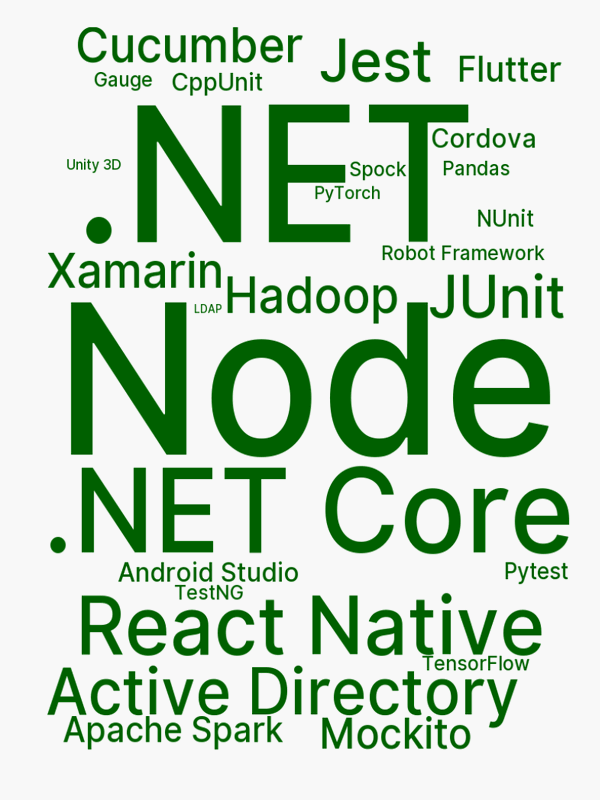 Cucumber
Jest
Flutter
Gauge
CppUnit
.NET
Cordova
Unity 3D
Spock
Pandas
PyTorch
NUnit
Robot Framework
Xamarin
Hadoop
JUnit
LDAP
Node
.NET Core
Android Studio
Pytest
TestNG
React Native
TensorFlow
Active Directory
Apache Spark
Mockito